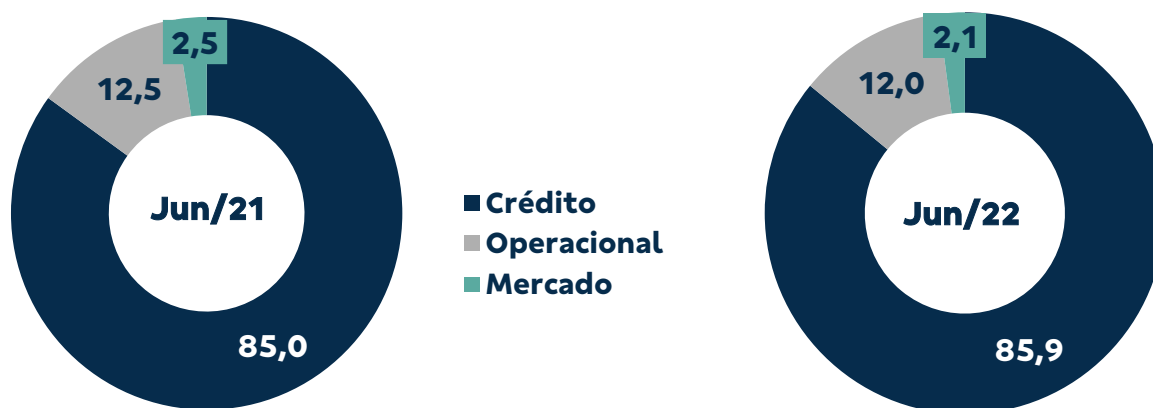 2,5
12,5
Jun/21
85,0
Crédito
Operacional
Mercado
2,1
12,0
Jun/22
85,9